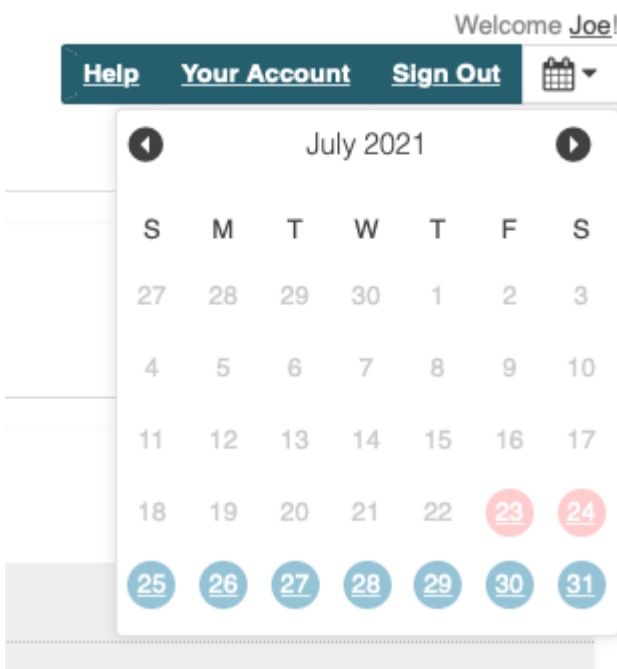 Welcome Joe!
Help Your Account Sign Out
July 2021
S M T W T F S
27 28 29 30 1 2 3
4 5 6 7 8 9 10
11 12 13 14 15 16 17
18 19 20 21 22 23 24
25 26 27 28 29 30 31